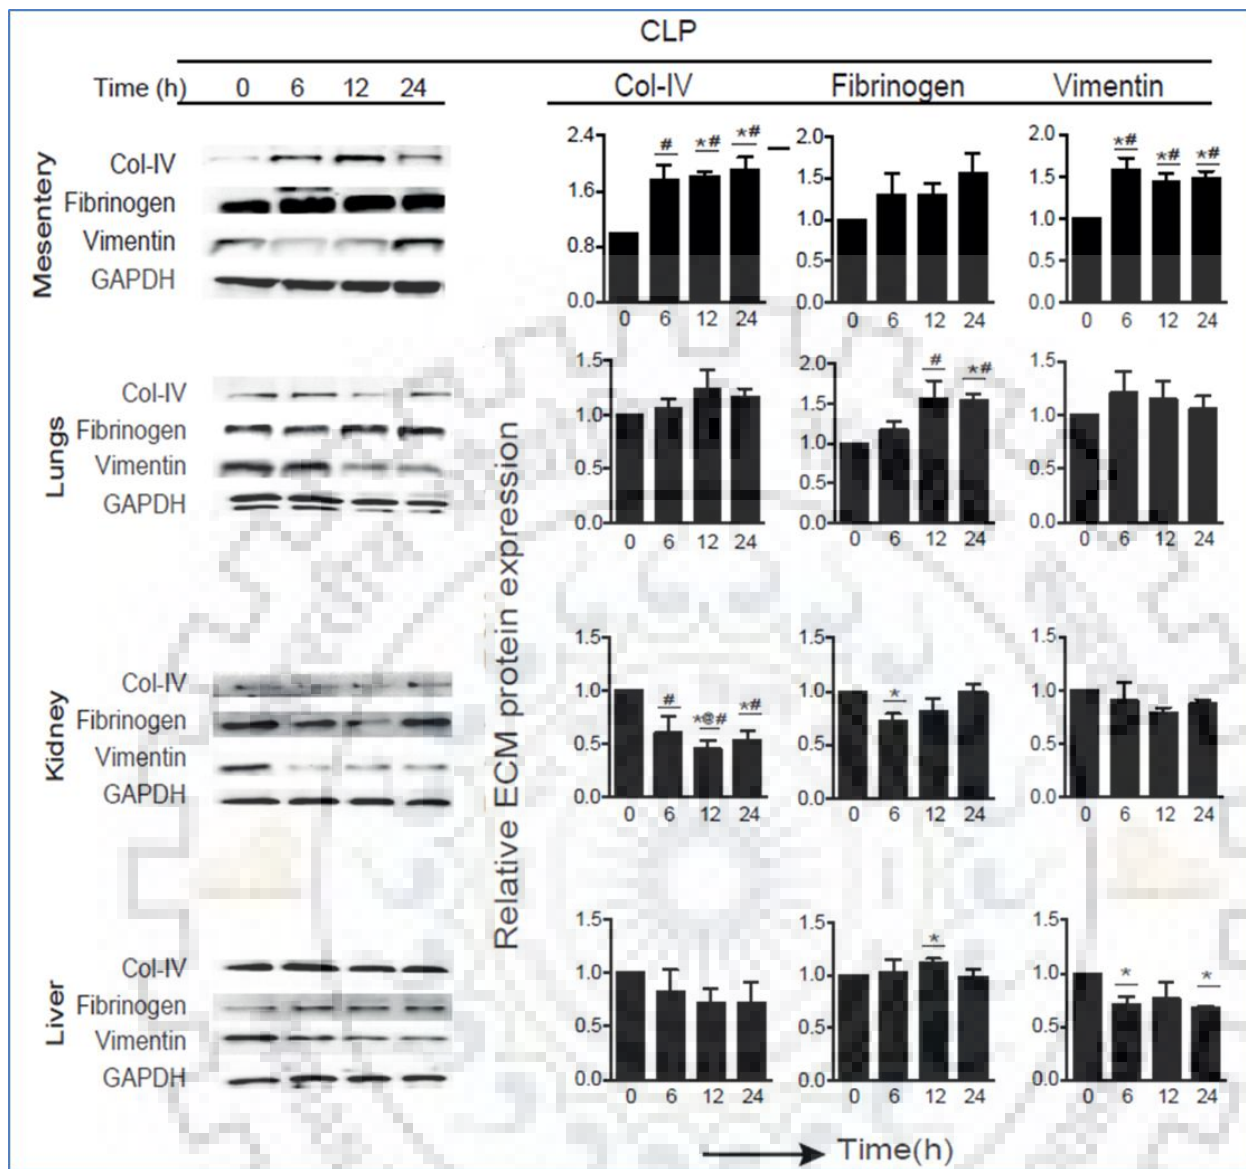 CLP
Time (h) 0 6 12 24
Col-IV Fibrinogen Vimentin
Mesentery
Col-IV
Fibrinogen
Vimentin
GAPDH
2.4
1.6
0.8
0.0
# *# *#
0 6 12 24
2.0
1.5
1.0
0.5
0.0
0 6 12 24
2.0
1.5
1.0
0.5
0.0
*# *# *#
0 6 12 24
Lungs
Col-IV
Fibrinogen
Vimentin
GAPDH
Relative ECM protein expression
1.5
1.0
0.5
0.0
0 6 12 24
2.0
1.5
1.0
0.5
0.0
# *#
0 6 12 24
1.5
1.0
0.5
0.0
0 6 12 24
Kidney
Col-IV
Fibrinogen
Vimentin
GAPDH
1.5
1.0
0.5
0.0
# *@# *#
0 6 12 24
1.5
1.0
0.5
0.0
*
0 6 12 24
1.5
1.0
0.5
0.0
0 6 12 24
Liver
Col-IV
Fibrinogen
Vimentin
GAPDH
1.5
1.0
0.5
0.0
0 6 12 24
1.5
1.0
0.5
0.0
*
0 6 12 24
1.5
1.0
0.5
0.0
* *
0 6 12 24
Time(h)